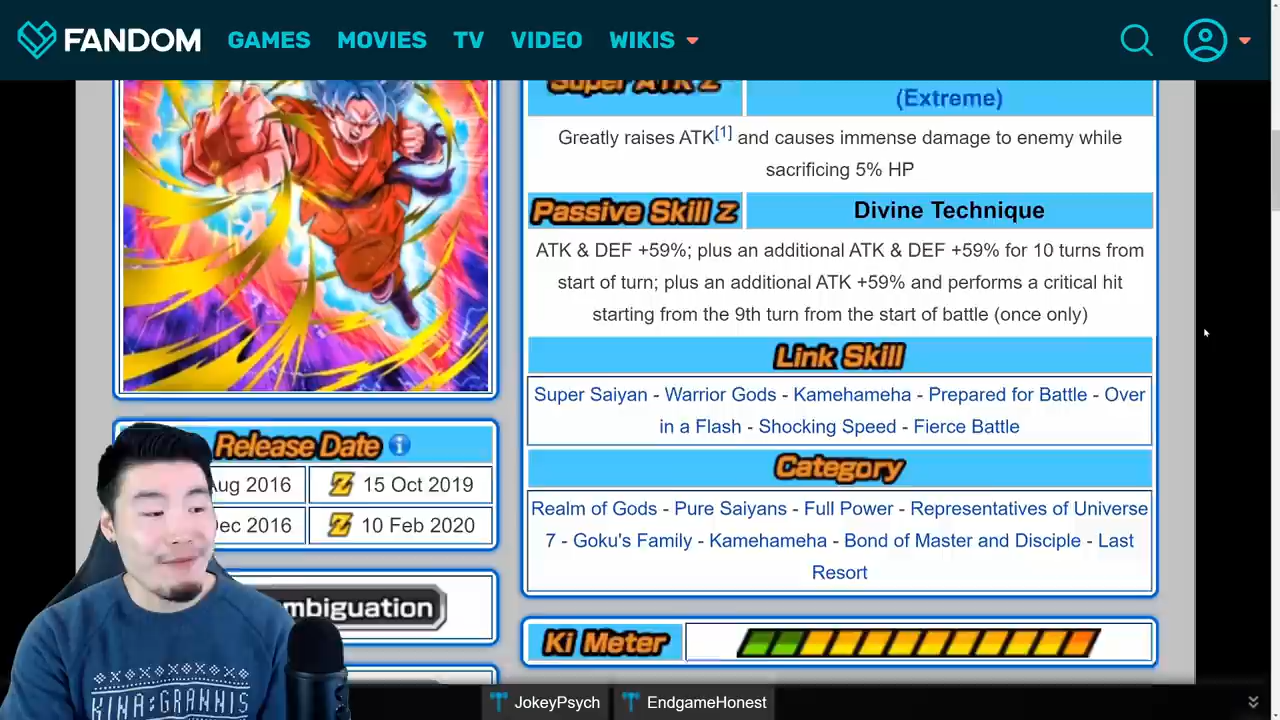 FANDOM GAMES MOVIES TV VIDEO WIKIS
Super ATK Z
(Extreme)
Greatly raises ATK[1] and causes immense damage to enemy while
sacrificing 5% HP
Passive Skill Z
Divine Technique
ATK & DEF +59%; plus an additional ATK & DEF +59% for 10 turns from
start of turn; plus an additional ATK +59% and performs a critical hit
starting from the 9th turn from the start of battle (once only)
Link Skill
Super Saiyan - Warrior Gods - Kamehameha - Prepared for Battle - Over
in a Flash - Shocking Speed - Fierce Battle
Category
Realm of Gods - Pure Saiyans - Full Power - Representatives of Universe
7 - Goku's Family - Kamehameha - Bond of Master and Disciple - Last
Resort
Ki Meter
Release Date
Aug 2016 Z 15 Oct 2019
Dec 2016 Z 10 Feb 2020
mbiguation
KINA:GRANNIS
JokeyPsych EndgameHonest